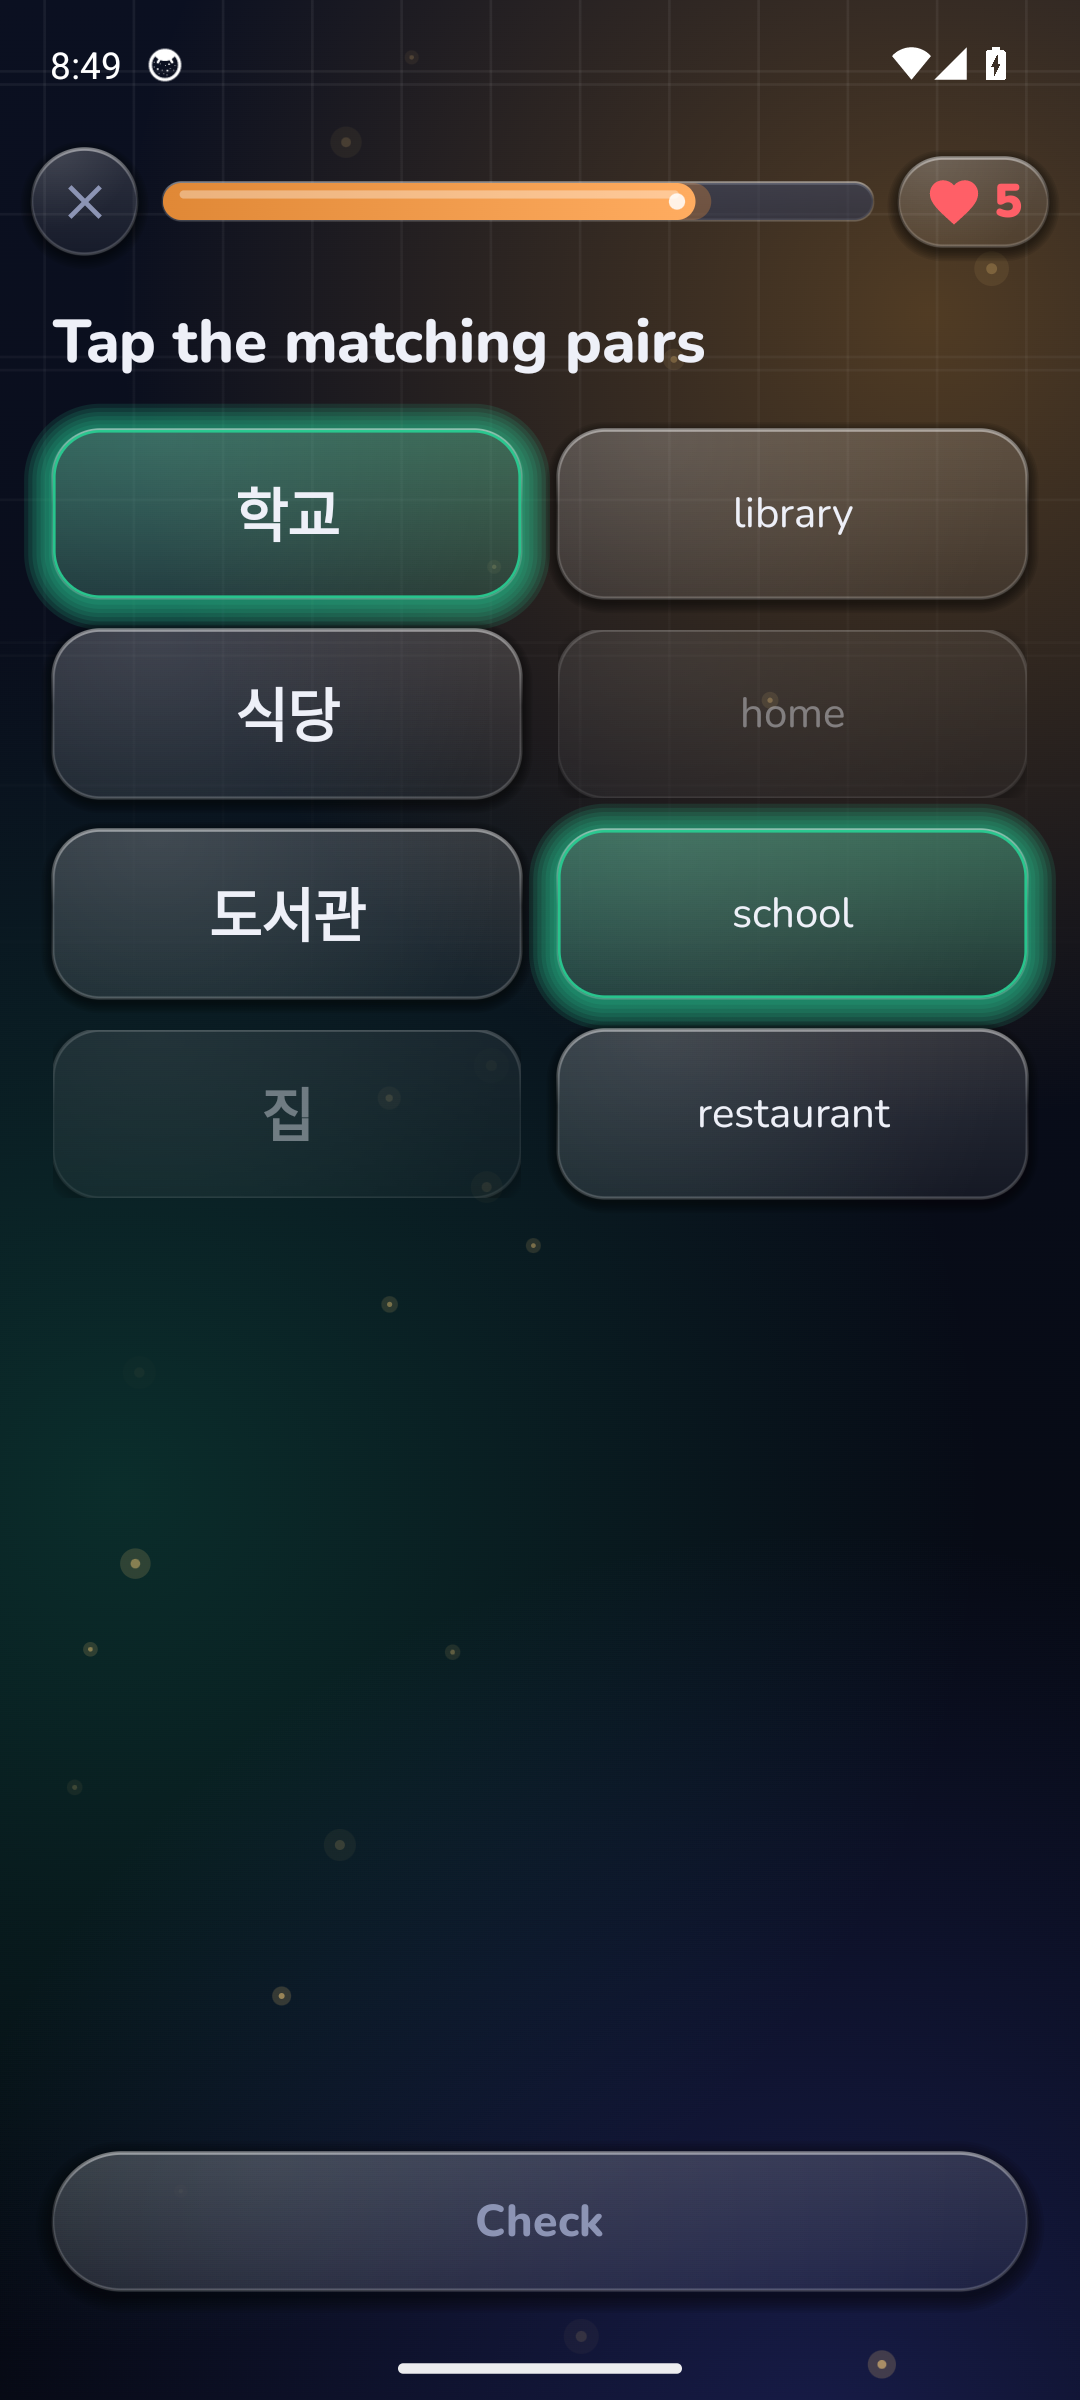 8:49
5
Tap the matching pairs
학교
library
식당
home
도서관
school
집
restaurant
Check